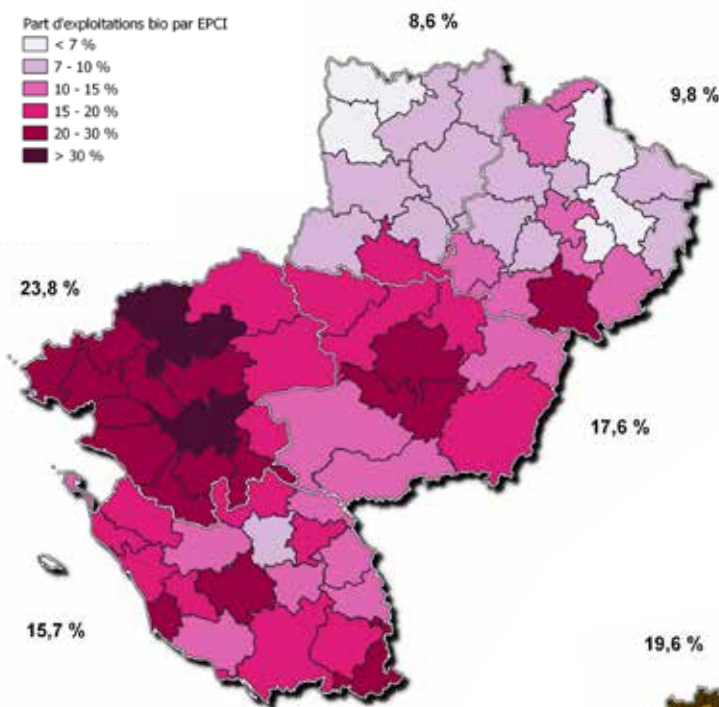 Part d'exploitations bio par EPCI
< 7 %
7 - 10 %
10 - 15 %
15 - 20 %
20 - 30 %
> 30 %
8,6 %
9,8 %
23,8 %
17,6 %
15,7 %
19,6 %